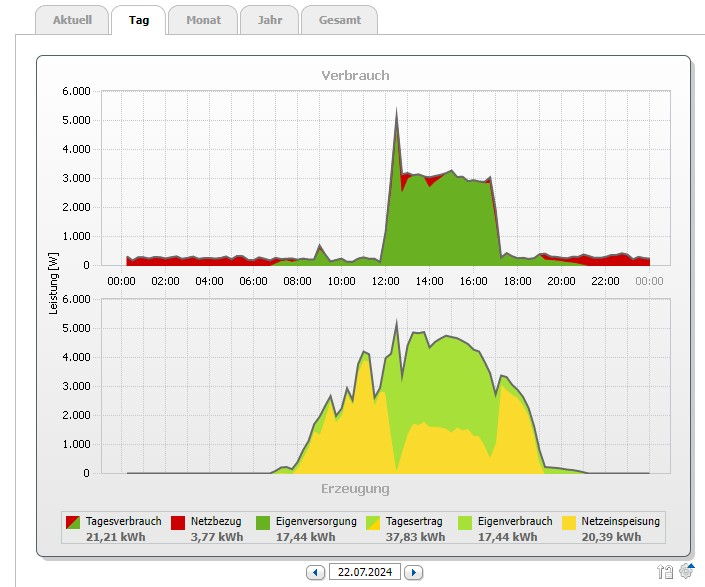 Aktuell Tag Monat Jahr Gesamt
Verbrauch
6.000
5.000
4.000
3.000
2.000
1.000
0
00:00 02:00 04:00 06:00 08:00 10:00 12:00 14:00 16:00 18:00 20:00 22:00 00:00
Leistung [W]
6.000
5.000
4.000
3.000
2.000
1.000
0
Erzeugung
Tagesverbrauch Netzbezug Eigenversorgung Tagesertrag Eigenverbrauch Netzeinspeisung
21,21 kWh 3,77 kWh 17,44 kWh 37,83 kWh 17,44 kWh 20,39 kWh
22.07.2024